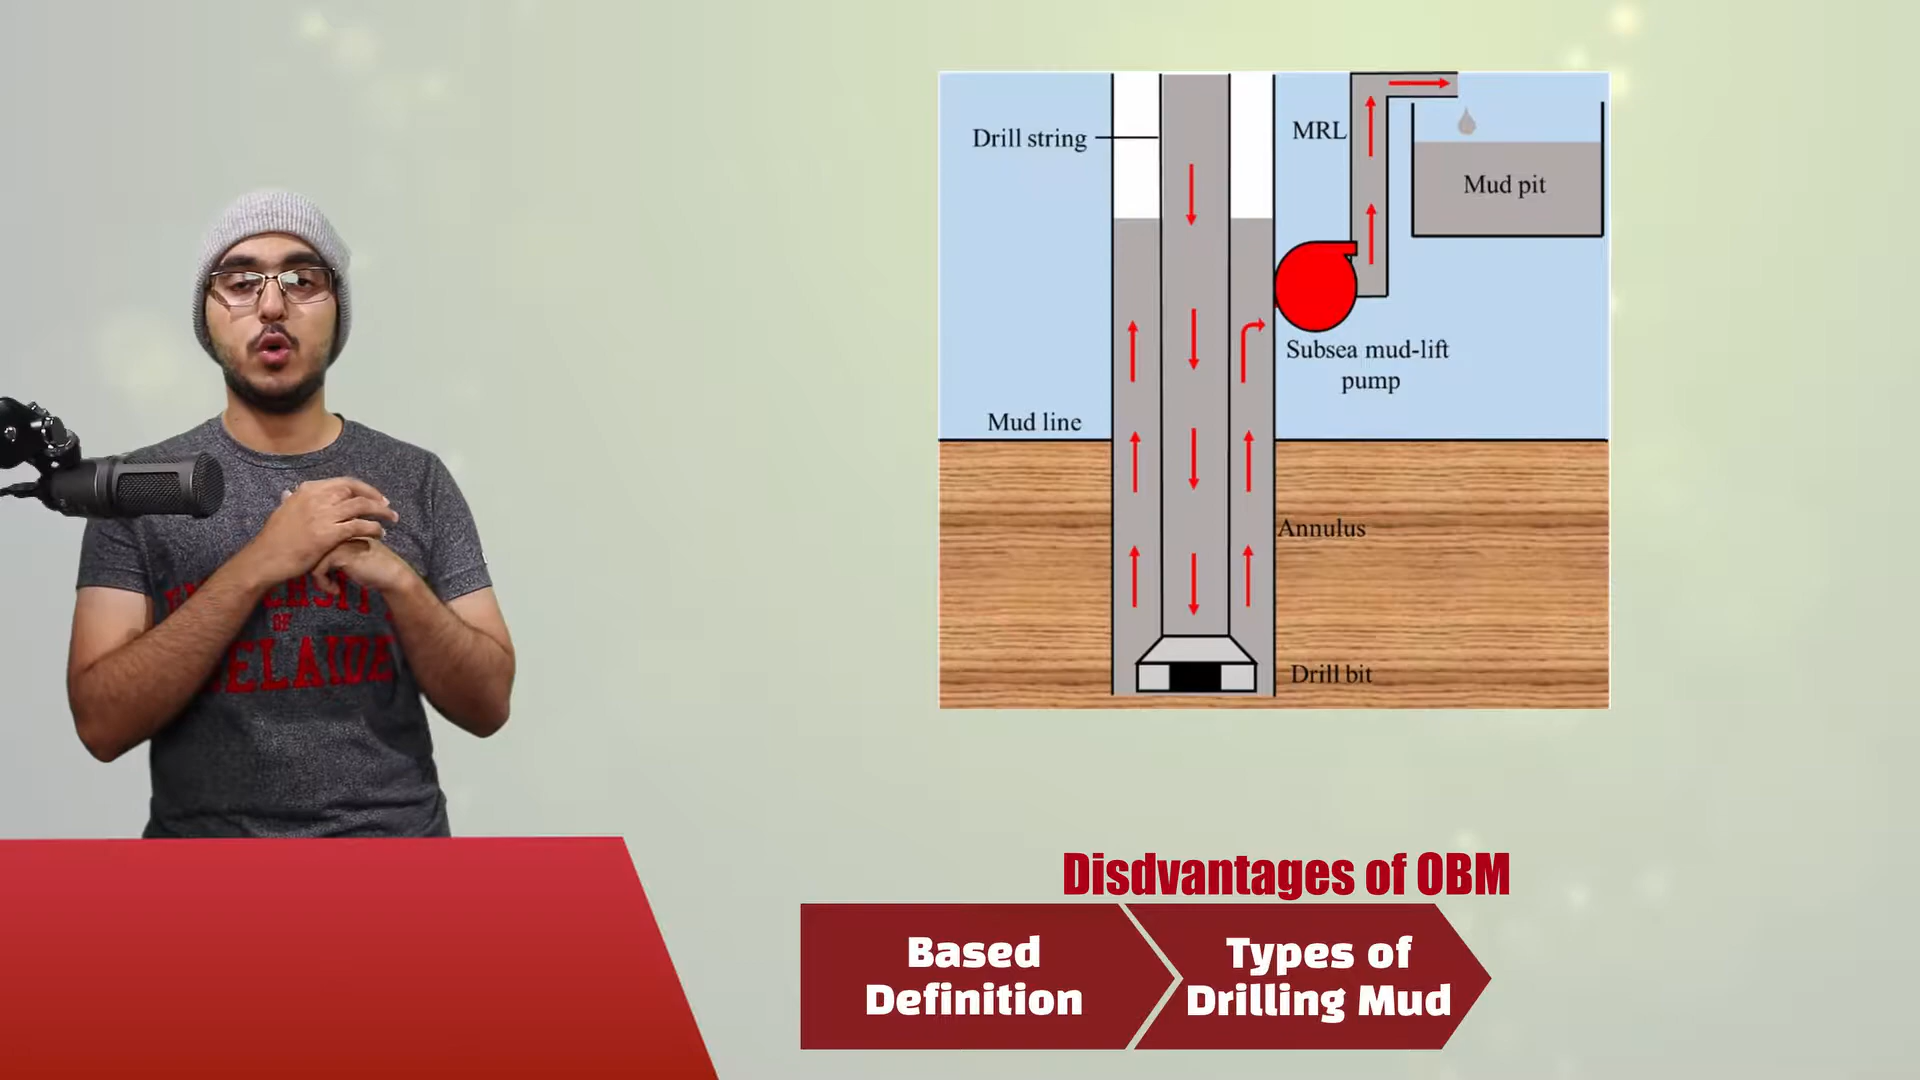 Drill string
MRL
Mud pit
Subsea mud-lift
pump
Mud line
Annulus
Drill bit
OF
Disdvantages of OBM
Based
Definition
Types of
Drilling Mud